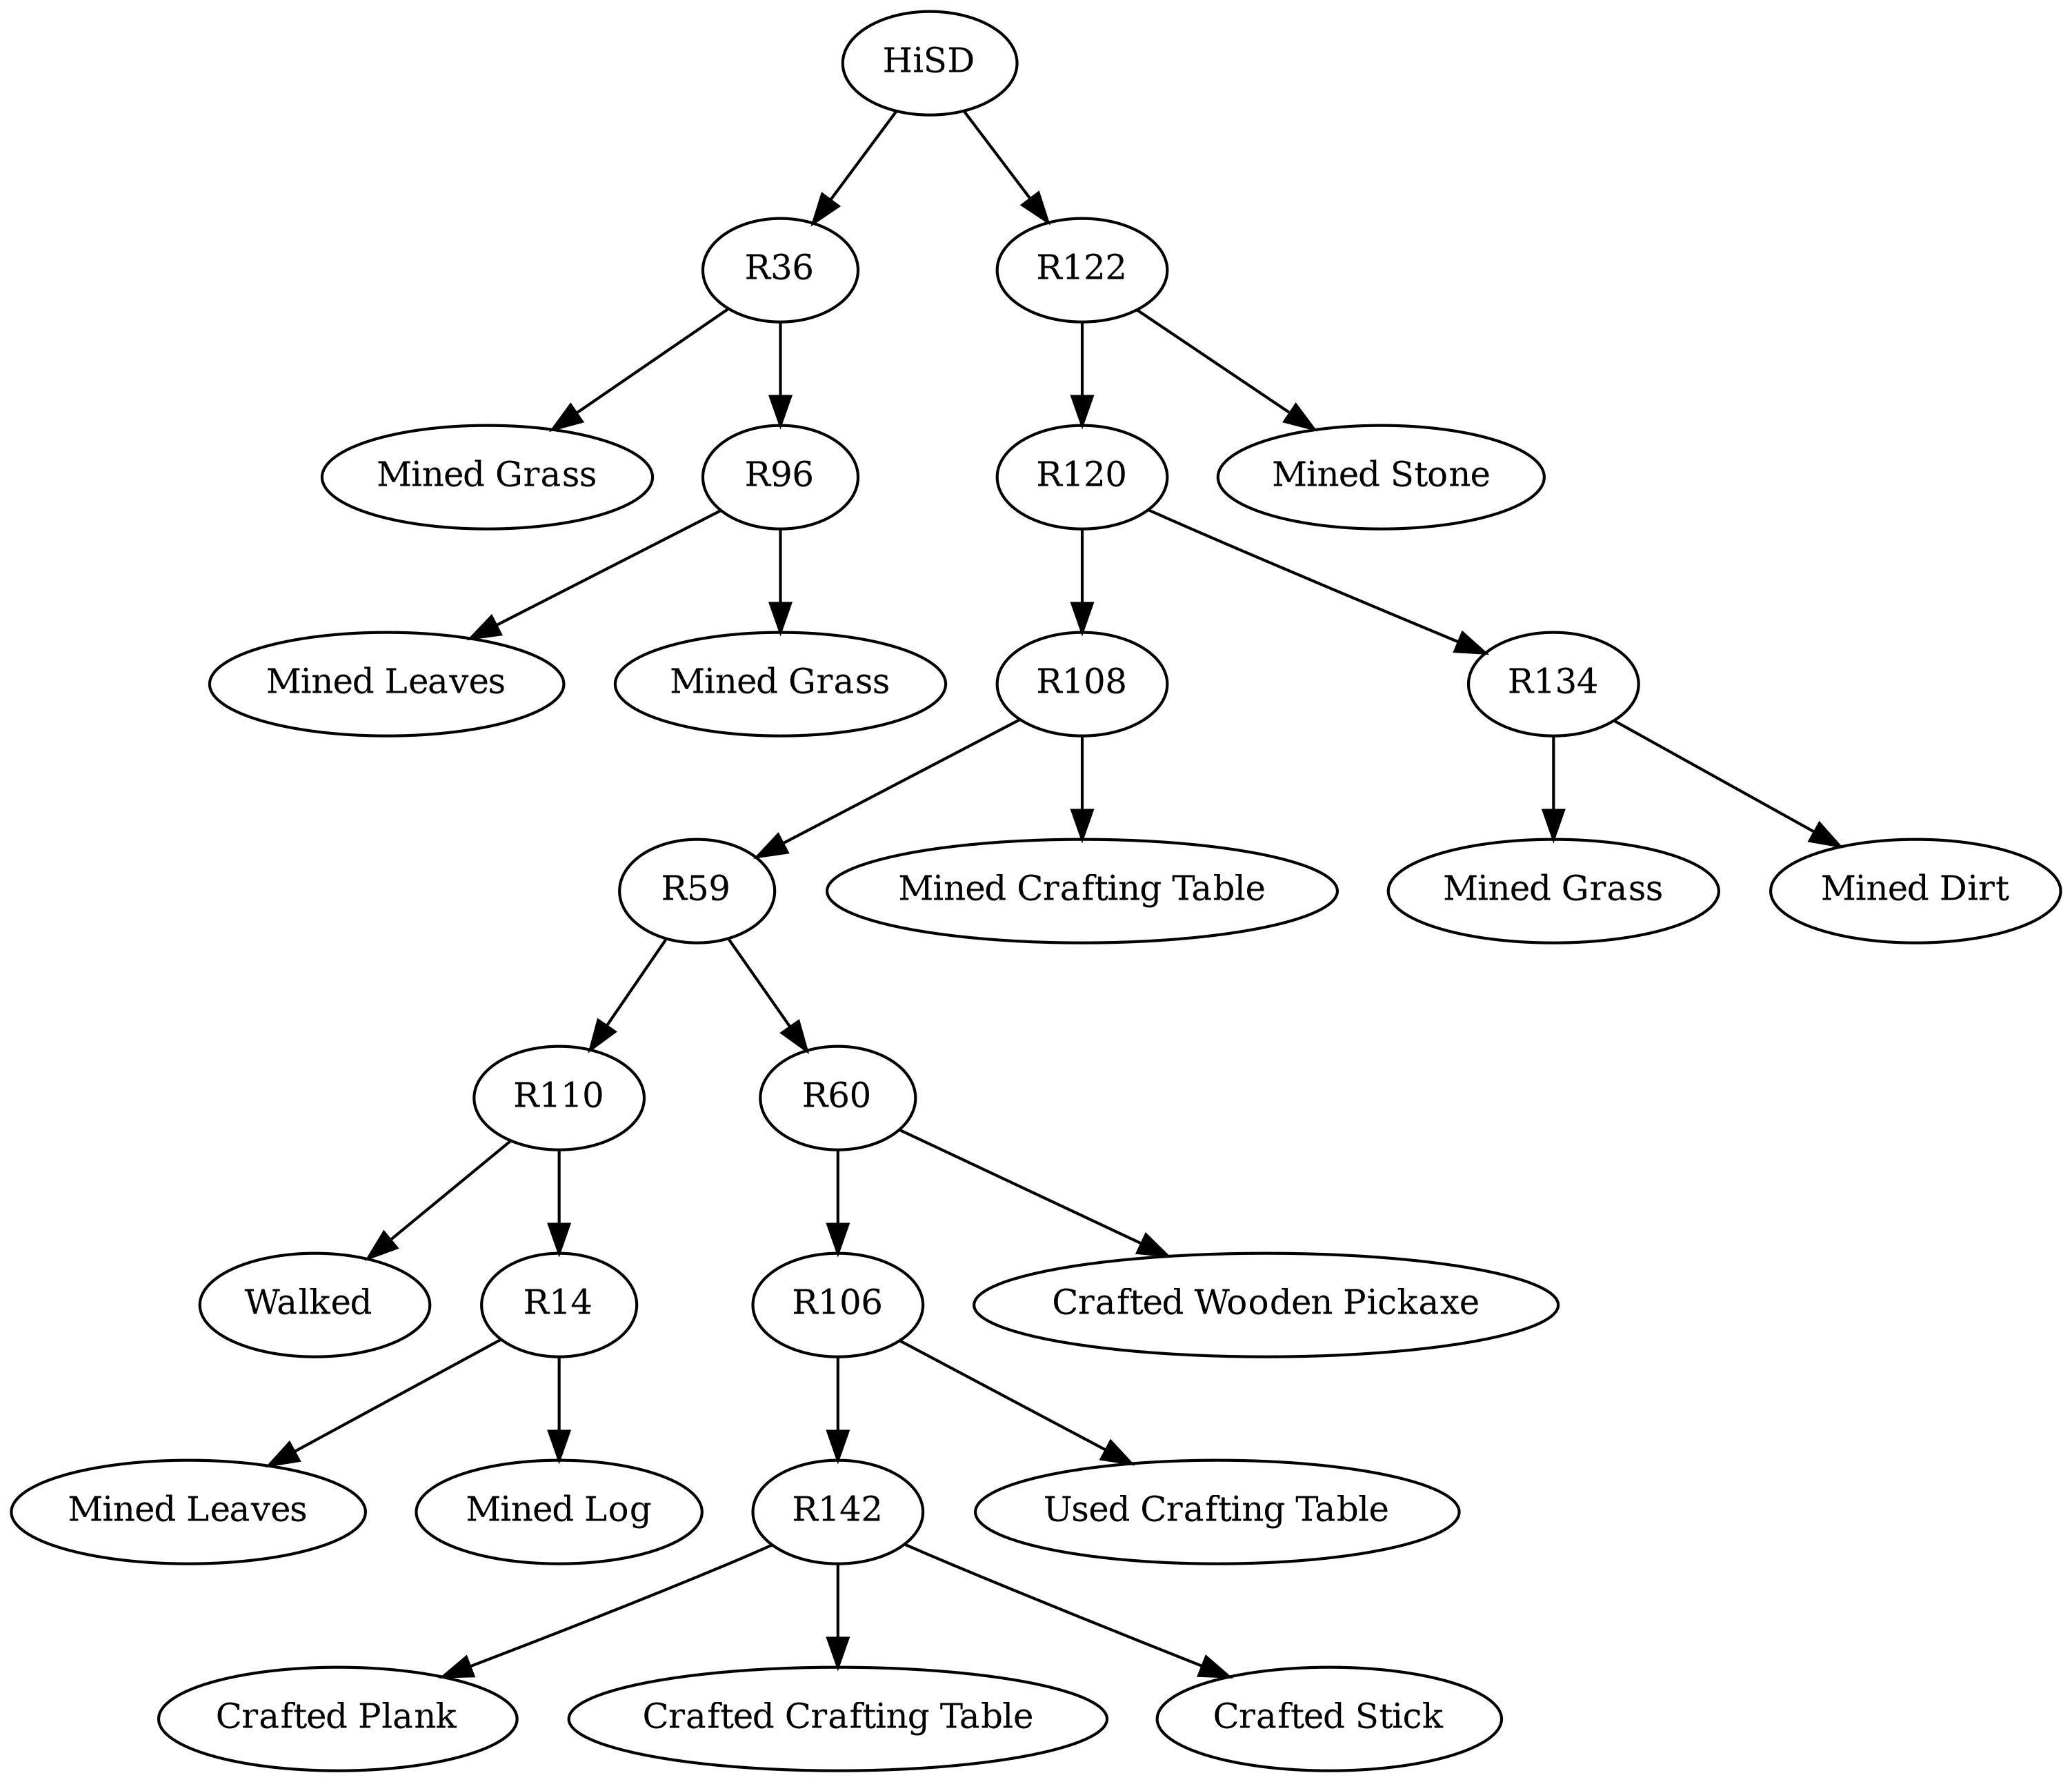 HiSD
R36
R122
Mined Grass
R96
R120
Mined Stone
Mined Leaves
Mined Grass
R108
R134
R59
Mined Crafting Table
Mined Grass
Mined Dirt
R110
R60
Walked
R14
R106
Crafted Wooden Pickaxe
Mined Leaves
Mined Log
R142
Used Crafting Table
Crafted Plank
Crafted Crafting Table
Crafted Stick